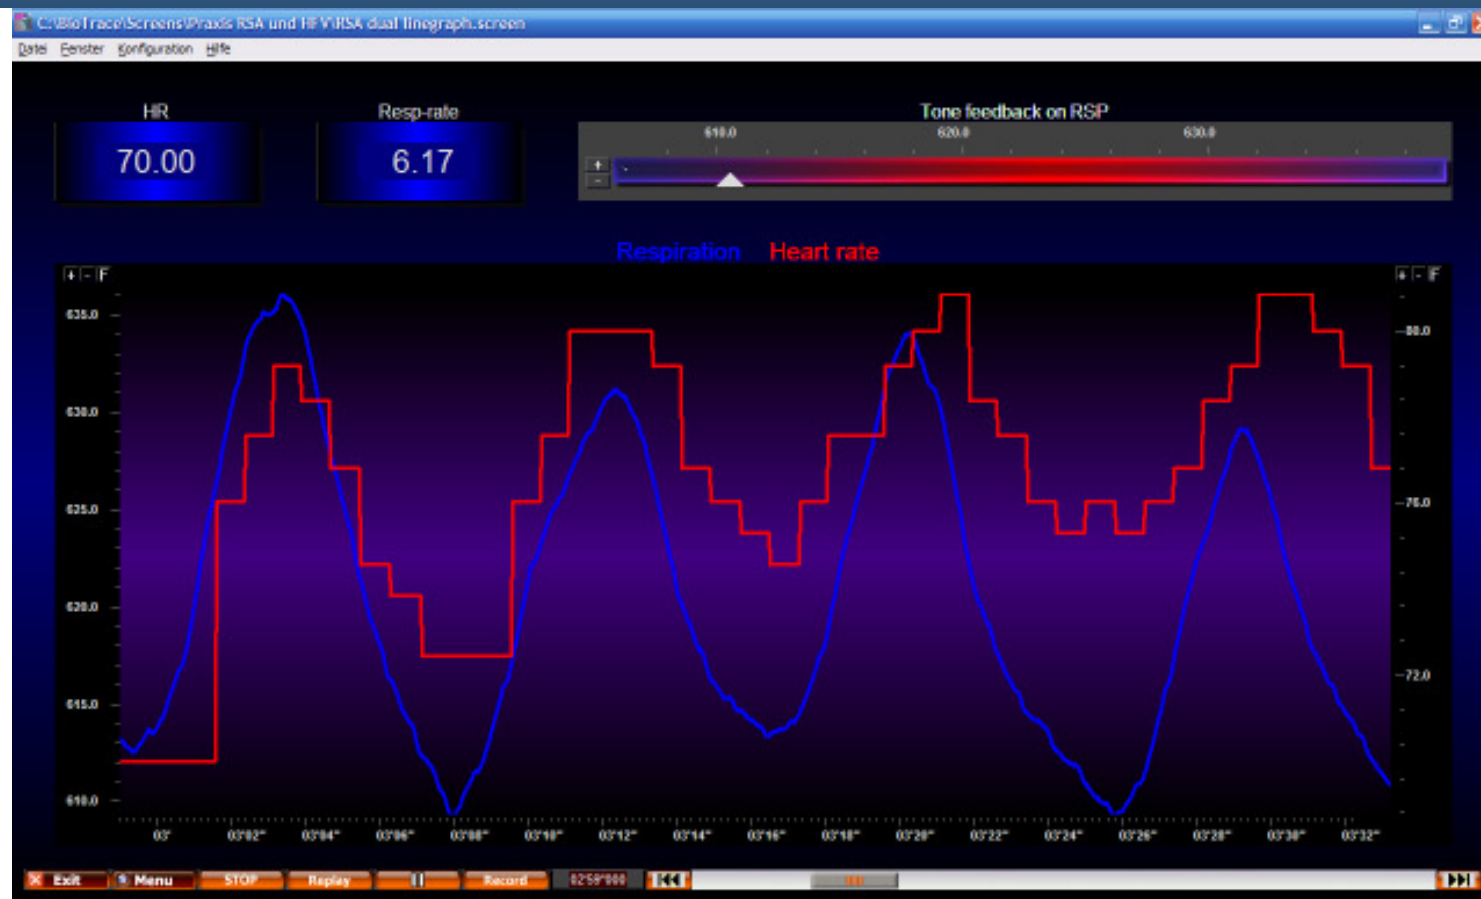 C:\BioTrace\Screens\Praxis RSA und HFV\RSA dual linegraph.screen
Datei Fenster Konfiguration Hilfe
HR Resp-rate Tone feedback on RSP
610.0 620.0 630.0
70.00 6.17
+
-
Respiration Heart rate
+ - F + - F
635.0 80.0
630.0
625.0 76.0
620.0
615.0 72.0
610.0
03' 03'02" 03'04" 03'06" 03'08" 03'10" 03'12" 03'14" 03'16" 03'18" 03'20" 03'22" 03'24" 03'26" 03'28" 03'30" 03'32"
Exit Menu STOP Replay Record 02'59"000